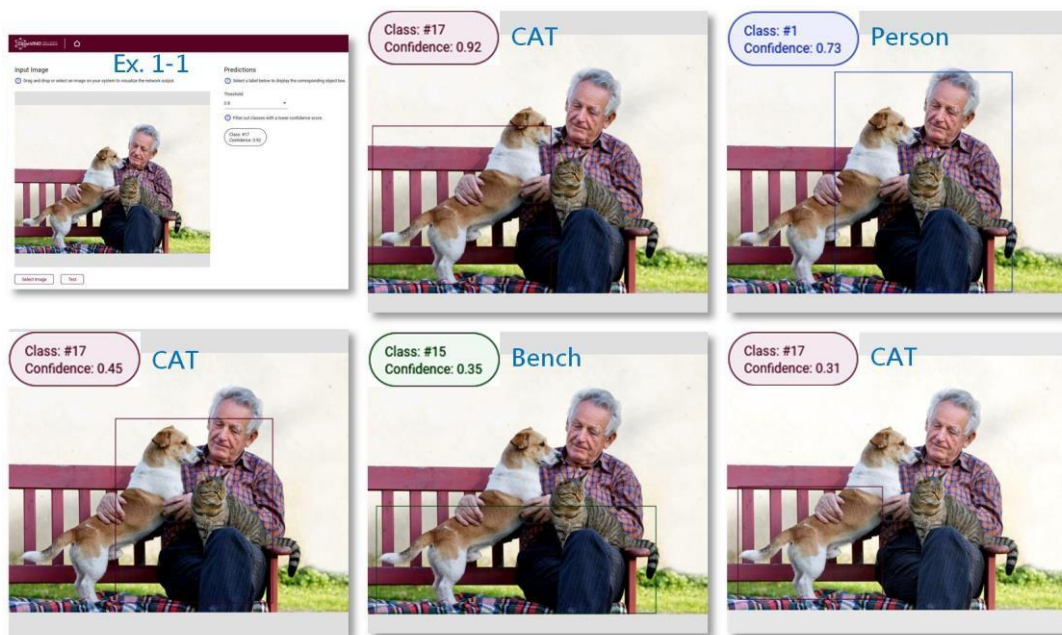 OpenVINO
Ex. 1-1
Input Image
Drag and drop or select an image on your system to visualize the network output.
Predictions
Select a label below to display the corresponding object box.
Threshold
0.8
Filter out classes with a lower confidence score.
Class: #17
Confidence: 0.92
Select Image
Test
Class: #17
Confidence: 0.92
CAT
Class: #1
Confidence: 0.73
Person
Class: #17
Confidence: 0.45
CAT
Class: #15
Confidence: 0.35
Bench
Class: #17
Confidence: 0.31
CAT